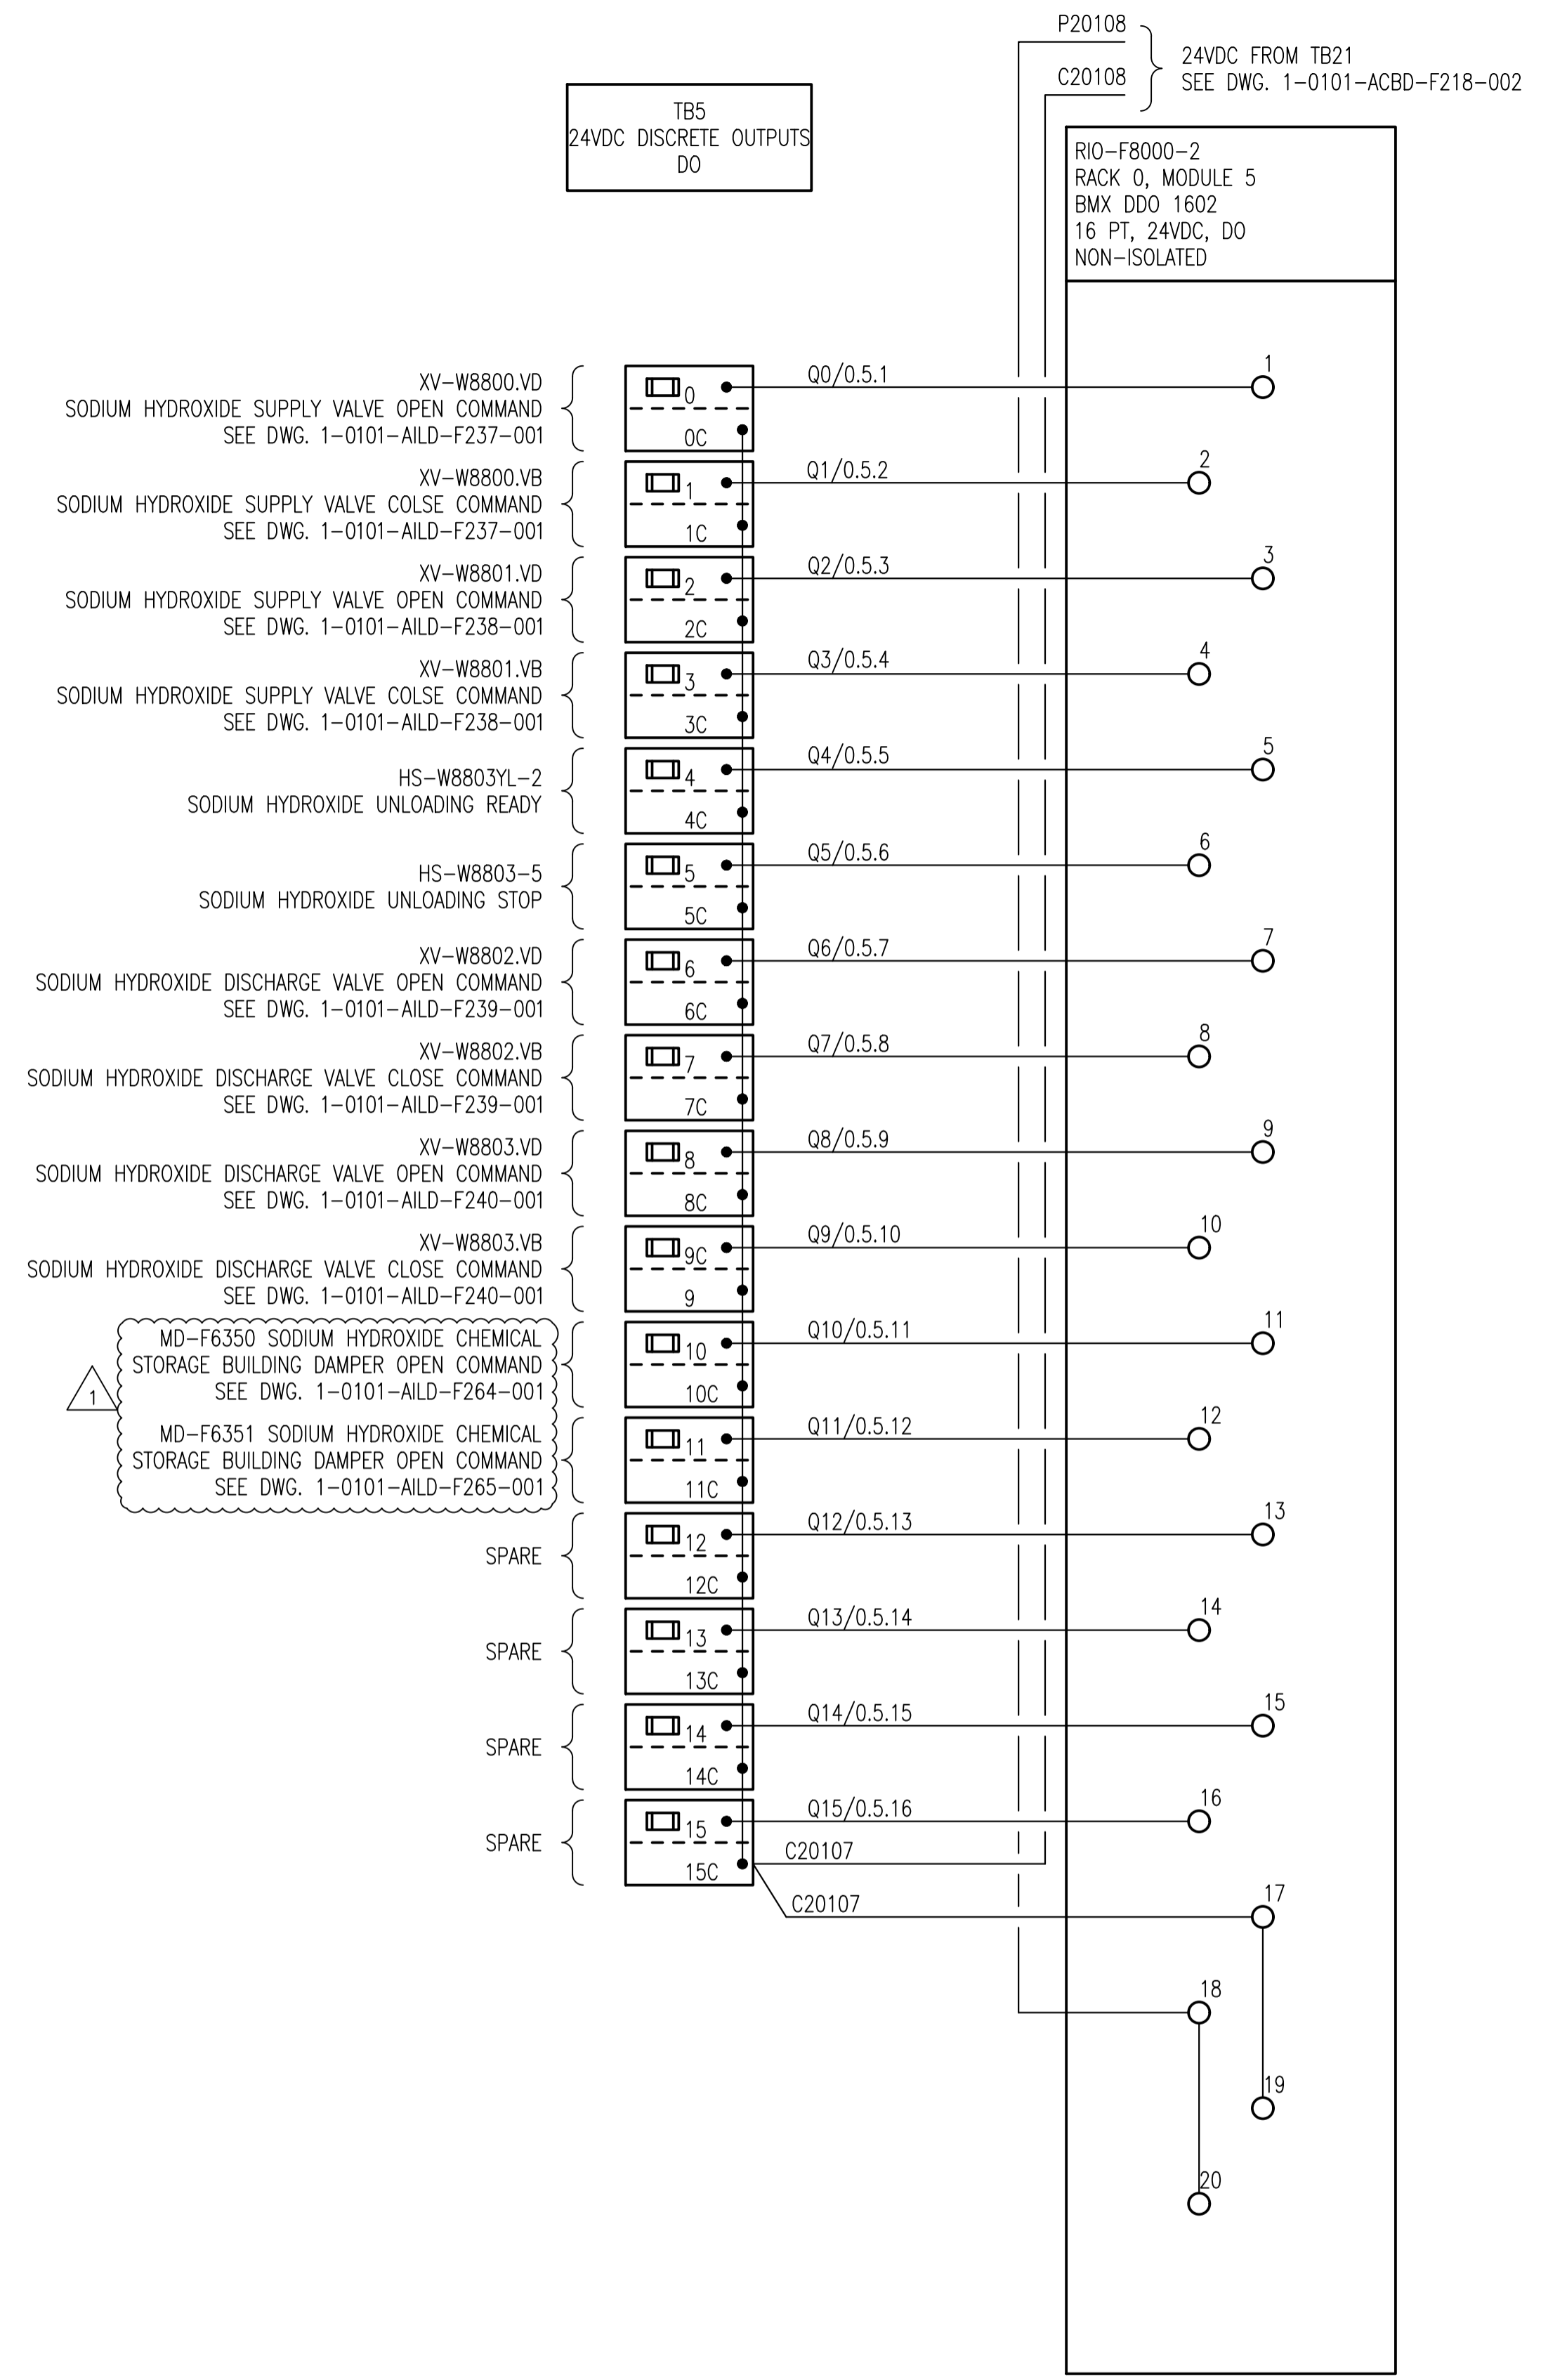 P20108
C20108
24VDC FROM TB21
SEE DWG. 1-0101-ACBD-F218-002
TB5
24VDC DISCRETE OUTPUTS
DO
RIO-F8000-2
RACK 0, MODULE 5
BMX DDO 1602
16 PT, 24VDC, DO
NON-ISOLATED
XV-W8800.VD
SODIUM HYDROXIDE SUPPLY VALVE OPEN COMMAND
SEE DWG. 1-0101-AILD-F237-001
0
0C
Q0/0.5.1
1
XV-W8800.VB
SODIUM HYDROXIDE SUPPLY VALVE COLSE COMMAND
SEE DWG. 1-0101-AILD-F237-001
1
1C
Q1/0.5.2
2
XV-W8801.VD
SODIUM HYDROXIDE SUPPLY VALVE OPEN COMMAND
SEE DWG. 1-0101-AILD-F238-001
2
2C
Q2/0.5.3
3
XV-W8801.VB
SODIUM HYDROXIDE SUPPLY VALVE COLSE COMMAND
SEE DWG. 1-0101-AILD-F238-001
3
3C
Q3/0.5.4
4
HS-W8803YL-2
SODIUM HYDROXIDE UNLOADING READY
4
4C
Q4/0.5.5
5
HS-W8803-5
SODIUM HYDROXIDE UNLOADING STOP
5
5C
Q5/0.5.6
6
XV-W8802.VD
SODIUM HYDROXIDE DISCHARGE VALVE OPEN COMMAND
SEE DWG. 1-0101-AILD-F239-001
6
6C
Q6/0.5.7
7
XV-W8802.VB
SODIUM HYDROXIDE DISCHARGE VALVE CLOSE COMMAND
SEE DWG. 1-0101-AILD-F239-001
7
7C
Q7/0.5.8
8
XV-W8803.VD
SODIUM HYDROXIDE DISCHARGE VALVE OPEN COMMAND
SEE DWG. 1-0101-AILD-F240-001
8
8C
Q8/0.5.9
9
XV-W8803.VB
SODIUM HYDROXIDE DISCHARGE VALVE CLOSE COMMAND
SEE DWG. 1-0101-AILD-F240-001
9C
9
Q9/0.5.10
10
1
MD-F6350 SODIUM HYDROXIDE CHEMICAL
STORAGE BUILDING DAMPER OPEN COMMAND
SEE DWG. 1-0101-AILD-F264-001
10
10C
Q10/0.5.11
11
MD-F6351 SODIUM HYDROXIDE CHEMICAL
STORAGE BUILDING DAMPER OPEN COMMAND
SEE DWG. 1-0101-AILD-F265-001
11
11C
Q11/0.5.12
12
SPARE
12
12C
Q12/0.5.13
13
SPARE
13
13C
Q13/0.5.14
14
SPARE
14
14C
Q14/0.5.15
15
SPARE
15
15C
Q15/0.5.16
16
C20107
C20107
17
18
19
20